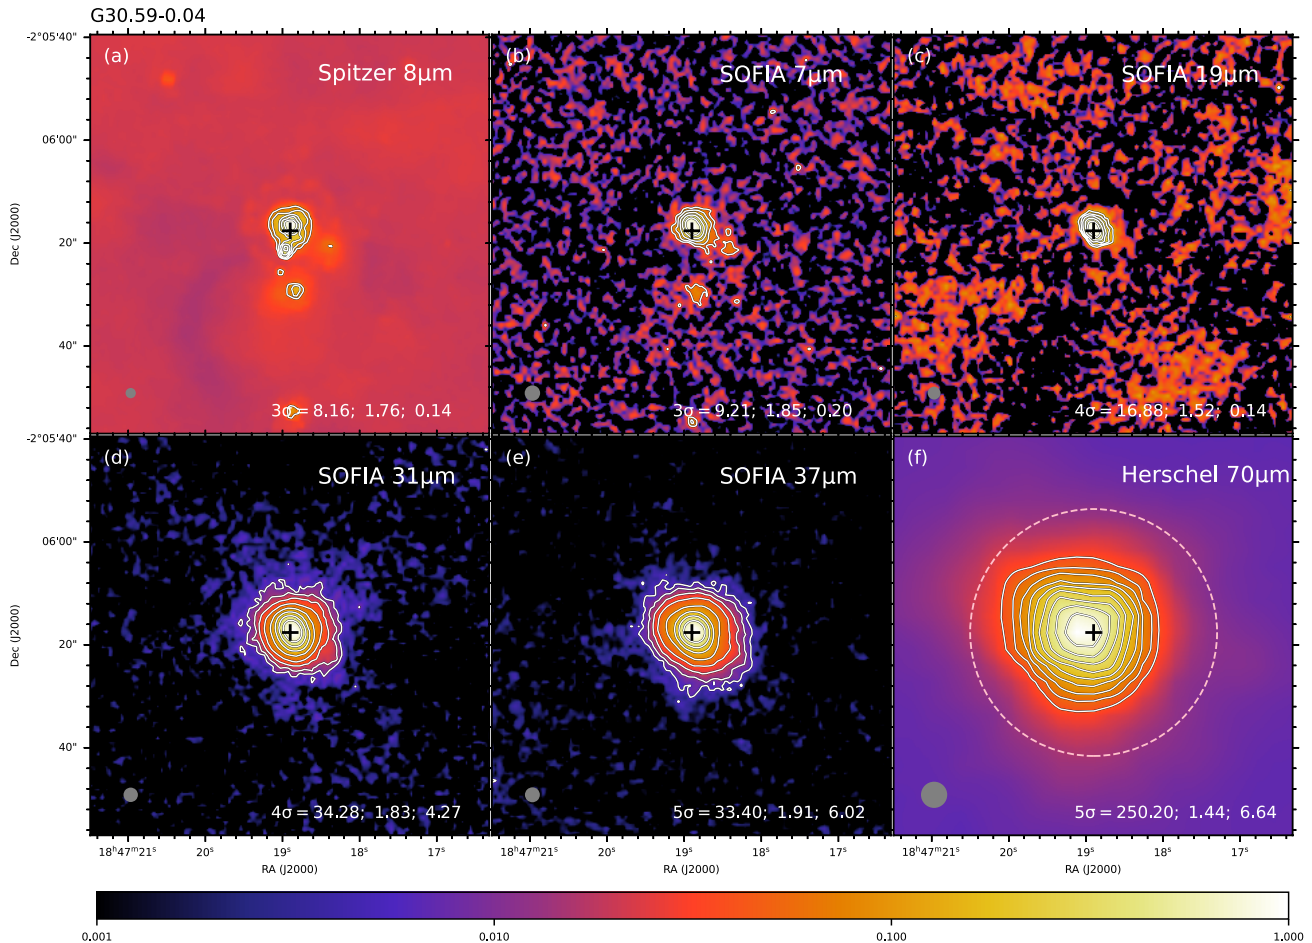 G30.59-0.04
(a)
Spitzer 8μm
3σ=8.16; 1.76; 0.14
(b)
SOFIA 7μm
3σ=9.21; 1.85; 0.20
(c)
SOFIA 19μm
4σ=16.88; 1.52; 0.14
-2°05'40"
06'00"
20"
40"
Dec (J2000)
(d)
SOFIA 31μm
4σ=34.28; 1.83; 4.27
(e)
SOFIA 37μm
5σ=33.40; 1.91; 6.02
(f)
Herschel 70μm
5σ=250.20; 1.44; 6.64
-2°05'40"
06'00"
20"
40"
Dec (J2000)
18ʰ47ᵐ21ˢ 20ˢ 19ˢ 18ˢ 17ˢ
RA (J2000)
18ʰ47ᵐ21ˢ 20ˢ 19ˢ 18ˢ 17ˢ
RA (J2000)
18ʰ47ᵐ21ˢ 20ˢ 19ˢ 18ˢ 17ˢ
RA (J2000)
0.001 0.010 0.100 1.000